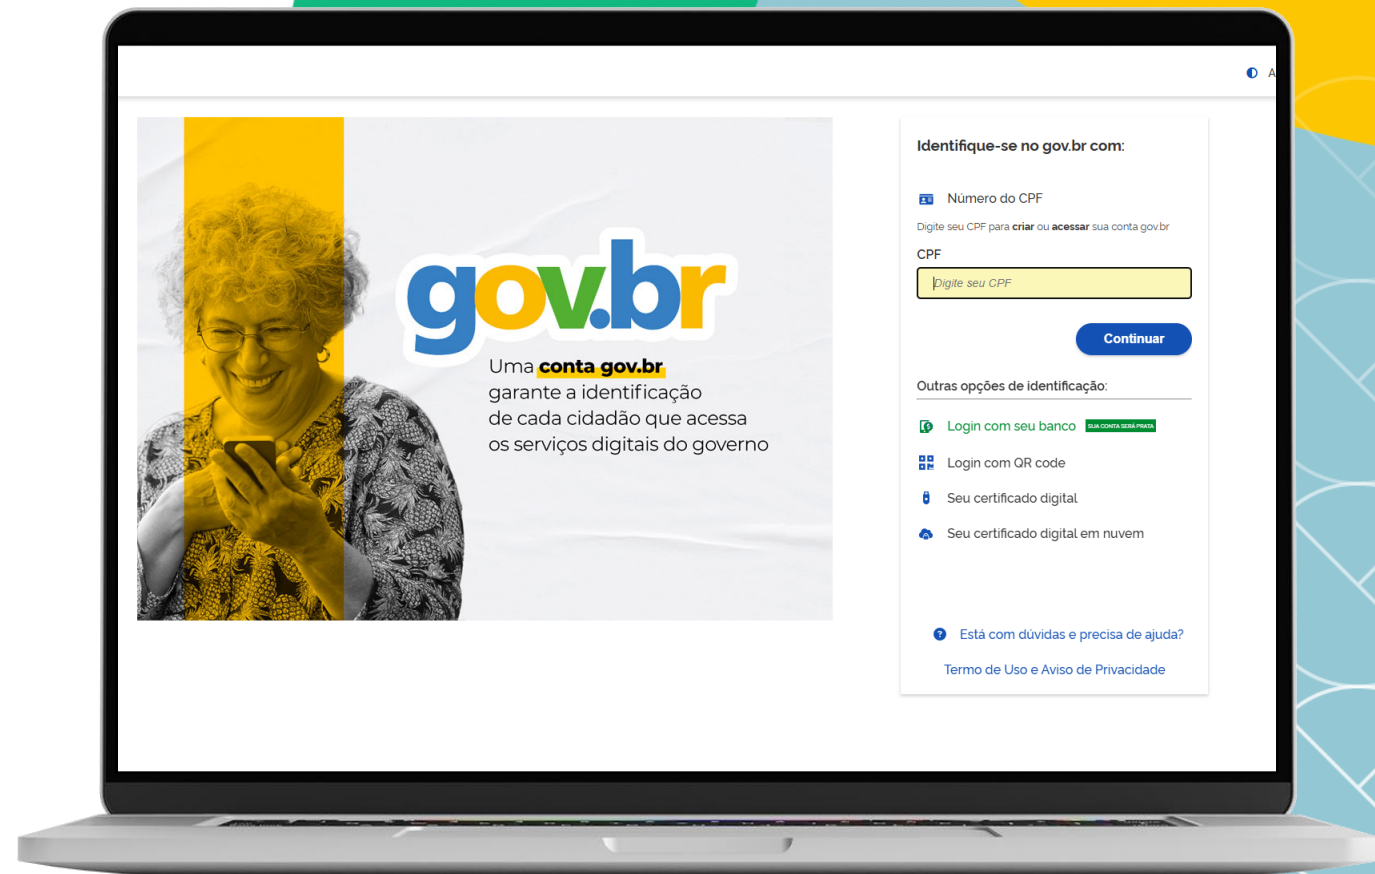 A
Identifique-se no gov.br com:
Número do CPF
Digite seu CPF para criar ou acessar sua conta gov.br
CPF
Digite seu CPF
Continuar
Outras opções de identificação:
Login com seu banco SUA CONTA SERÁ PRATA
Login com QR code
Seu certificado digital
Seu certificado digital em nuvem
Está com dúvidas e precisa de ajuda?
Termo de Uso e Aviso de Privacidade
gov.br
Uma conta gov.br
garante a identificação
de cada cidadão que acessa
os serviços digitais do governo